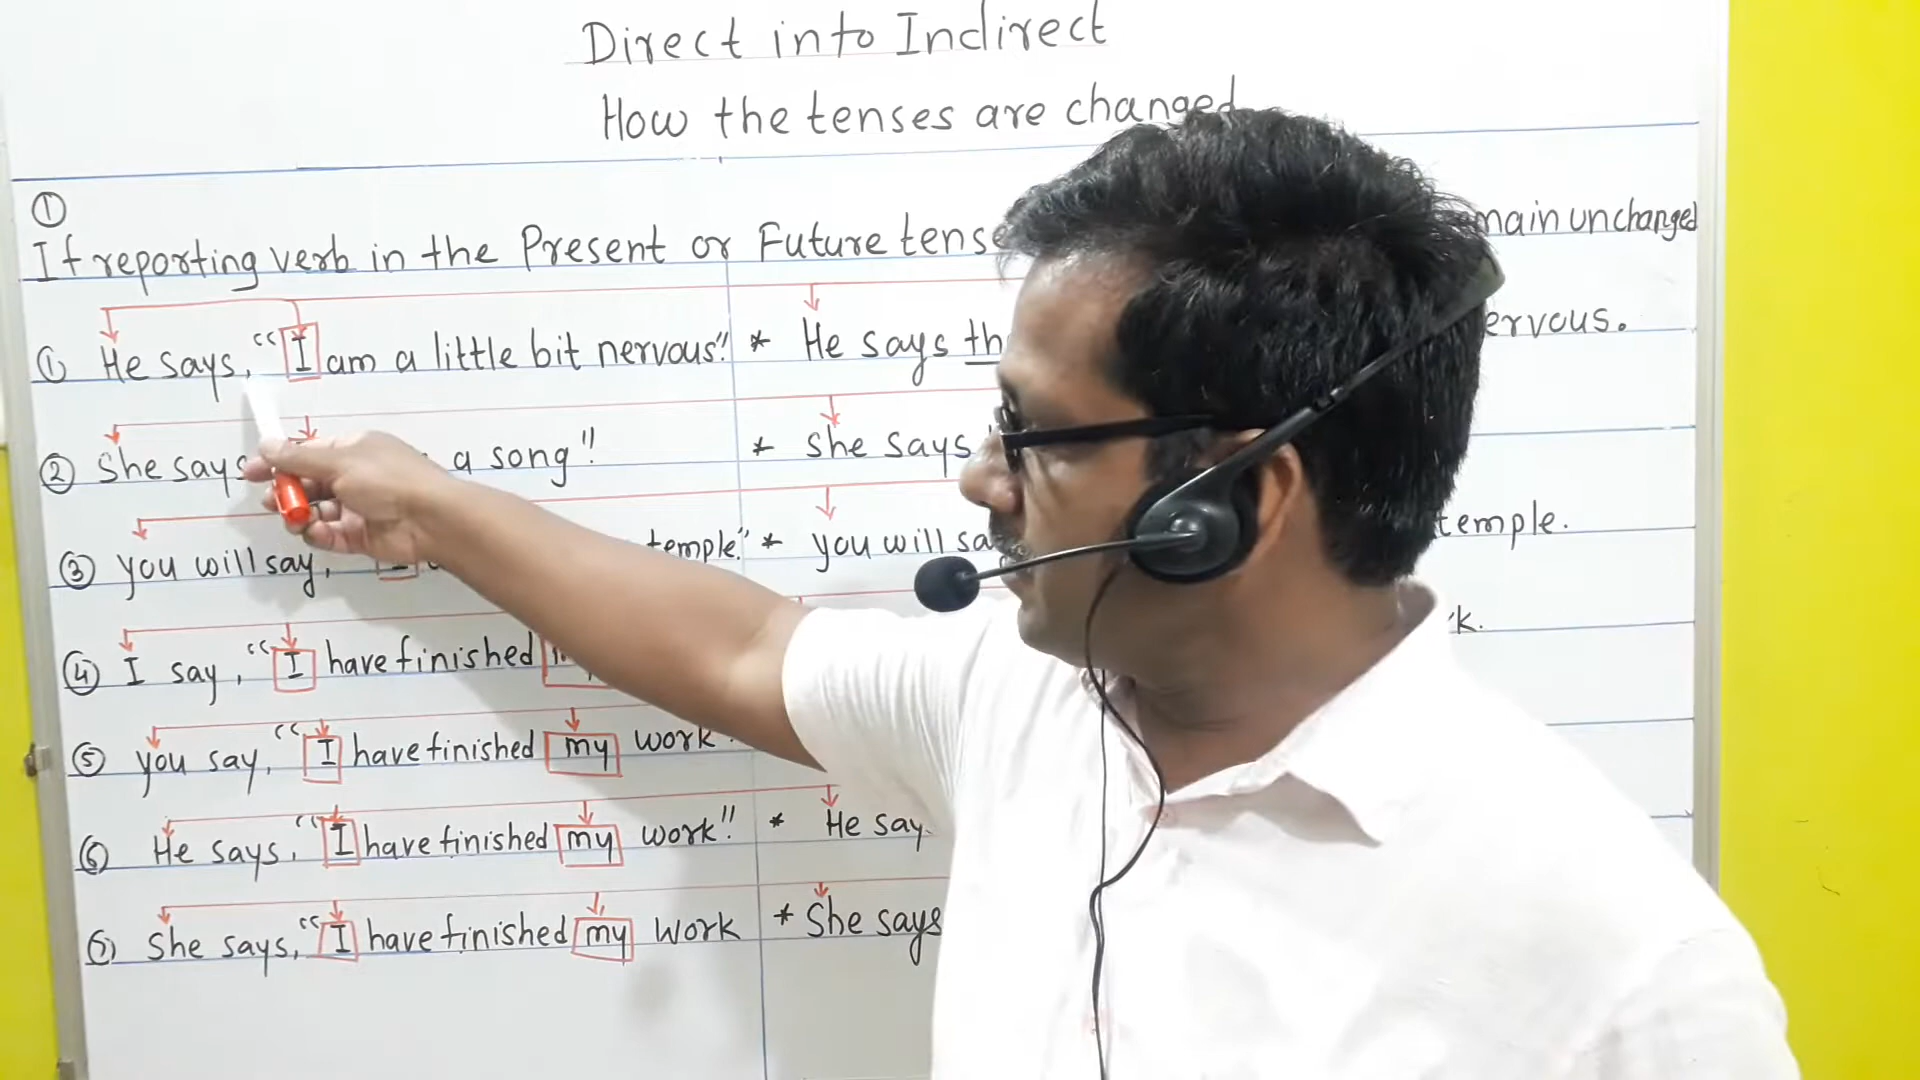 Direct into Indirect
How the tenses are changed
①
If reporting verb in the Present or Future tense main unchanged
① He says, "I am a little bit nervous." * He says th ervous.
② She says a song" * She says
③ you will say, I temple." * you will sa temple.
④ I say, "I have finished k.
⑤ you say, "I have finished my work
⑥ He says, "I have finished my work" * He say
⑦ She says, "I have finished my work * She says